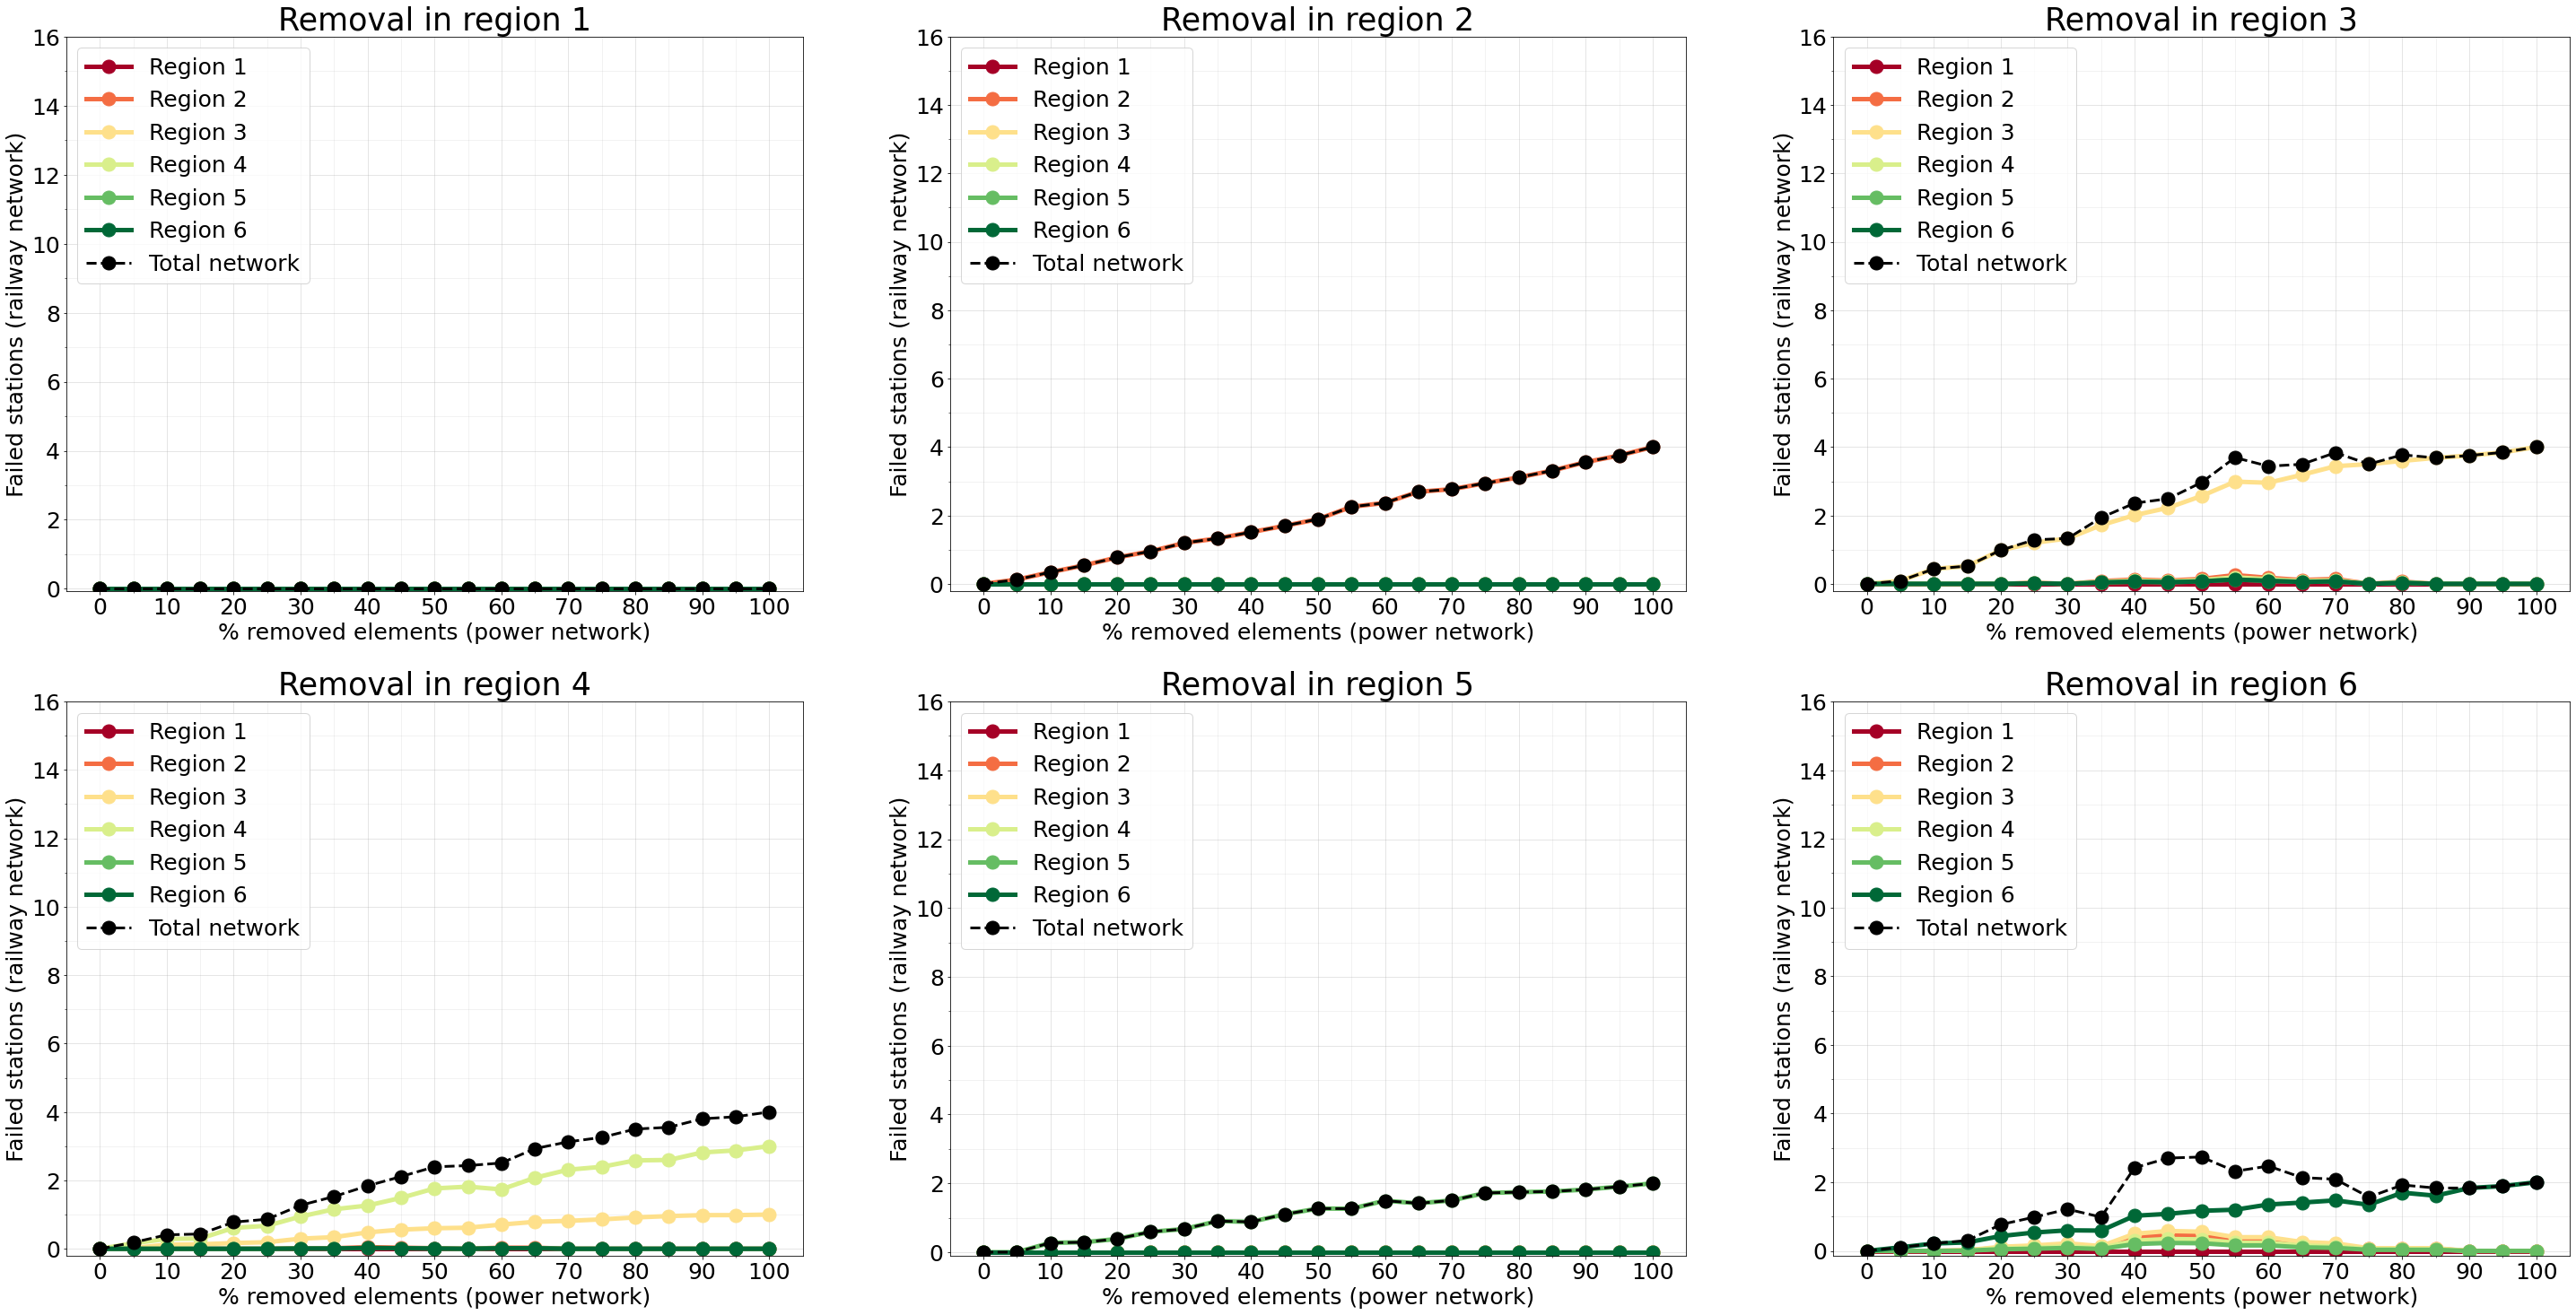 Removal in region 1
16
14
12
10
8
6
4
2
0
Failed stations (railway network)
Region 1
Region 2
Region 3
Region 4
Region 5
Region 6
Total network
0 10 20 30 40 50 60 70 80 90 100
% removed elements (power network)
Removal in region 2
16
14
12
10
8
6
4
2
0
Failed stations (railway network)
Region 1
Region 2
Region 3
Region 4
Region 5
Region 6
Total network
0 10 20 30 40 50 60 70 80 90 100
% removed elements (power network)
Removal in region 3
16
14
12
10
8
6
4
2
0
Failed stations (railway network)
Region 1
Region 2
Region 3
Region 4
Region 5
Region 6
Total network
0 10 20 30 40 50 60 70 80 90 100
% removed elements (power network)
Removal in region 4
16
14
12
10
8
6
4
2
0
Failed stations (railway network)
Region 1
Region 2
Region 3
Region 4
Region 5
Region 6
Total network
0 10 20 30 40 50 60 70 80 90 100
% removed elements (power network)
Removal in region 5
16
14
12
10
8
6
4
2
0
Failed stations (railway network)
Region 1
Region 2
Region 3
Region 4
Region 5
Region 6
Total network
0 10 20 30 40 50 60 70 80 90 100
% removed elements (power network)
Removal in region 6
16
14
12
10
8
6
4
2
0
Failed stations (railway network)
Region 1
Region 2
Region 3
Region 4
Region 5
Region 6
Total network
0 10 20 30 40 50 60 70 80 90 100
% removed elements (power network)